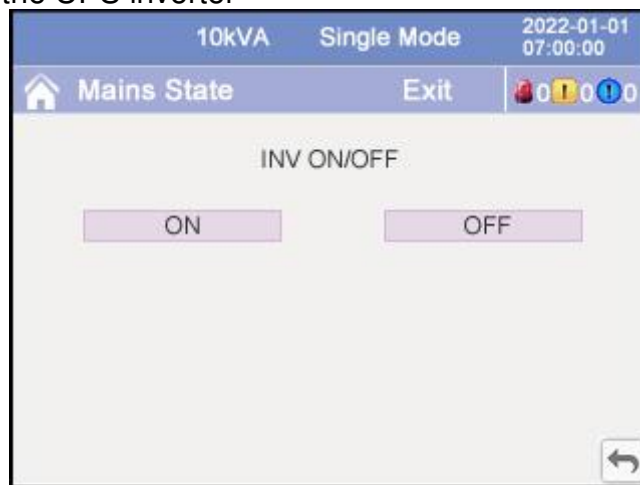 the UPS inverter
10kVA Single Mode 2022-01-01
07:00:00
Mains State Exit 0 ! 0 ! 0
INV ON/OFF
ON OFF